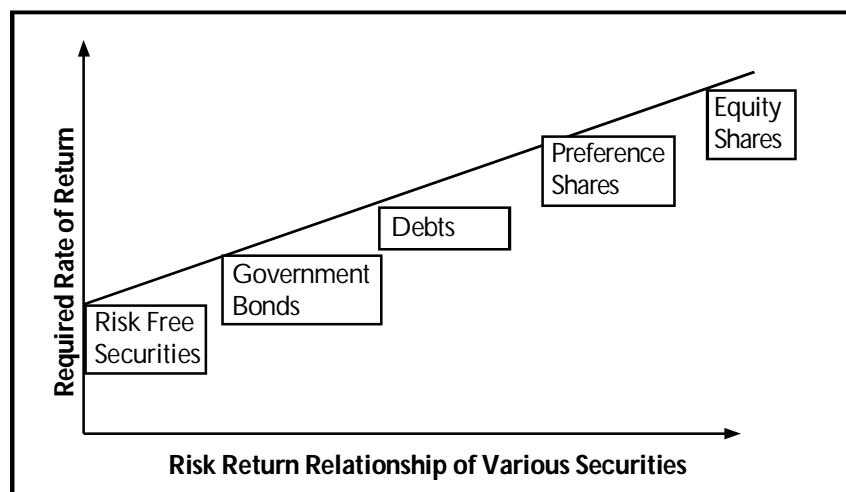 Required Rate of Return
Equity
Shares
Preference
Shares
Debts
Government
Bonds
Risk Free
Securities
Risk Return Relationship of Various Securities